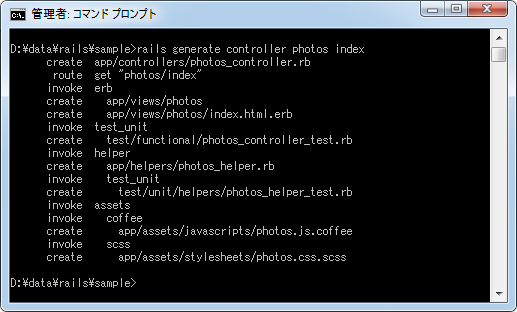 管理者: コマンド プロンプト
D:¥data¥rails¥sample>rails generate controller photos index
      create  app/controllers/photos_controller.rb
       route  get "photos/index"
      invoke  erb
      create    app/views/photos
      create    app/views/photos/index.html.erb
      invoke  test_unit
      create    test/functional/photos_controller_test.rb
      invoke  helper
      create    app/helpers/photos_helper.rb
      invoke    test_unit
      create      test/unit/helpers/photos_helper_test.rb
      invoke  assets
      invoke    coffee
      create      app/assets/javascripts/photos.js.coffee
      invoke    scss
      create      app/assets/stylesheets/photos.css.scss
D:¥data¥rails¥sample>